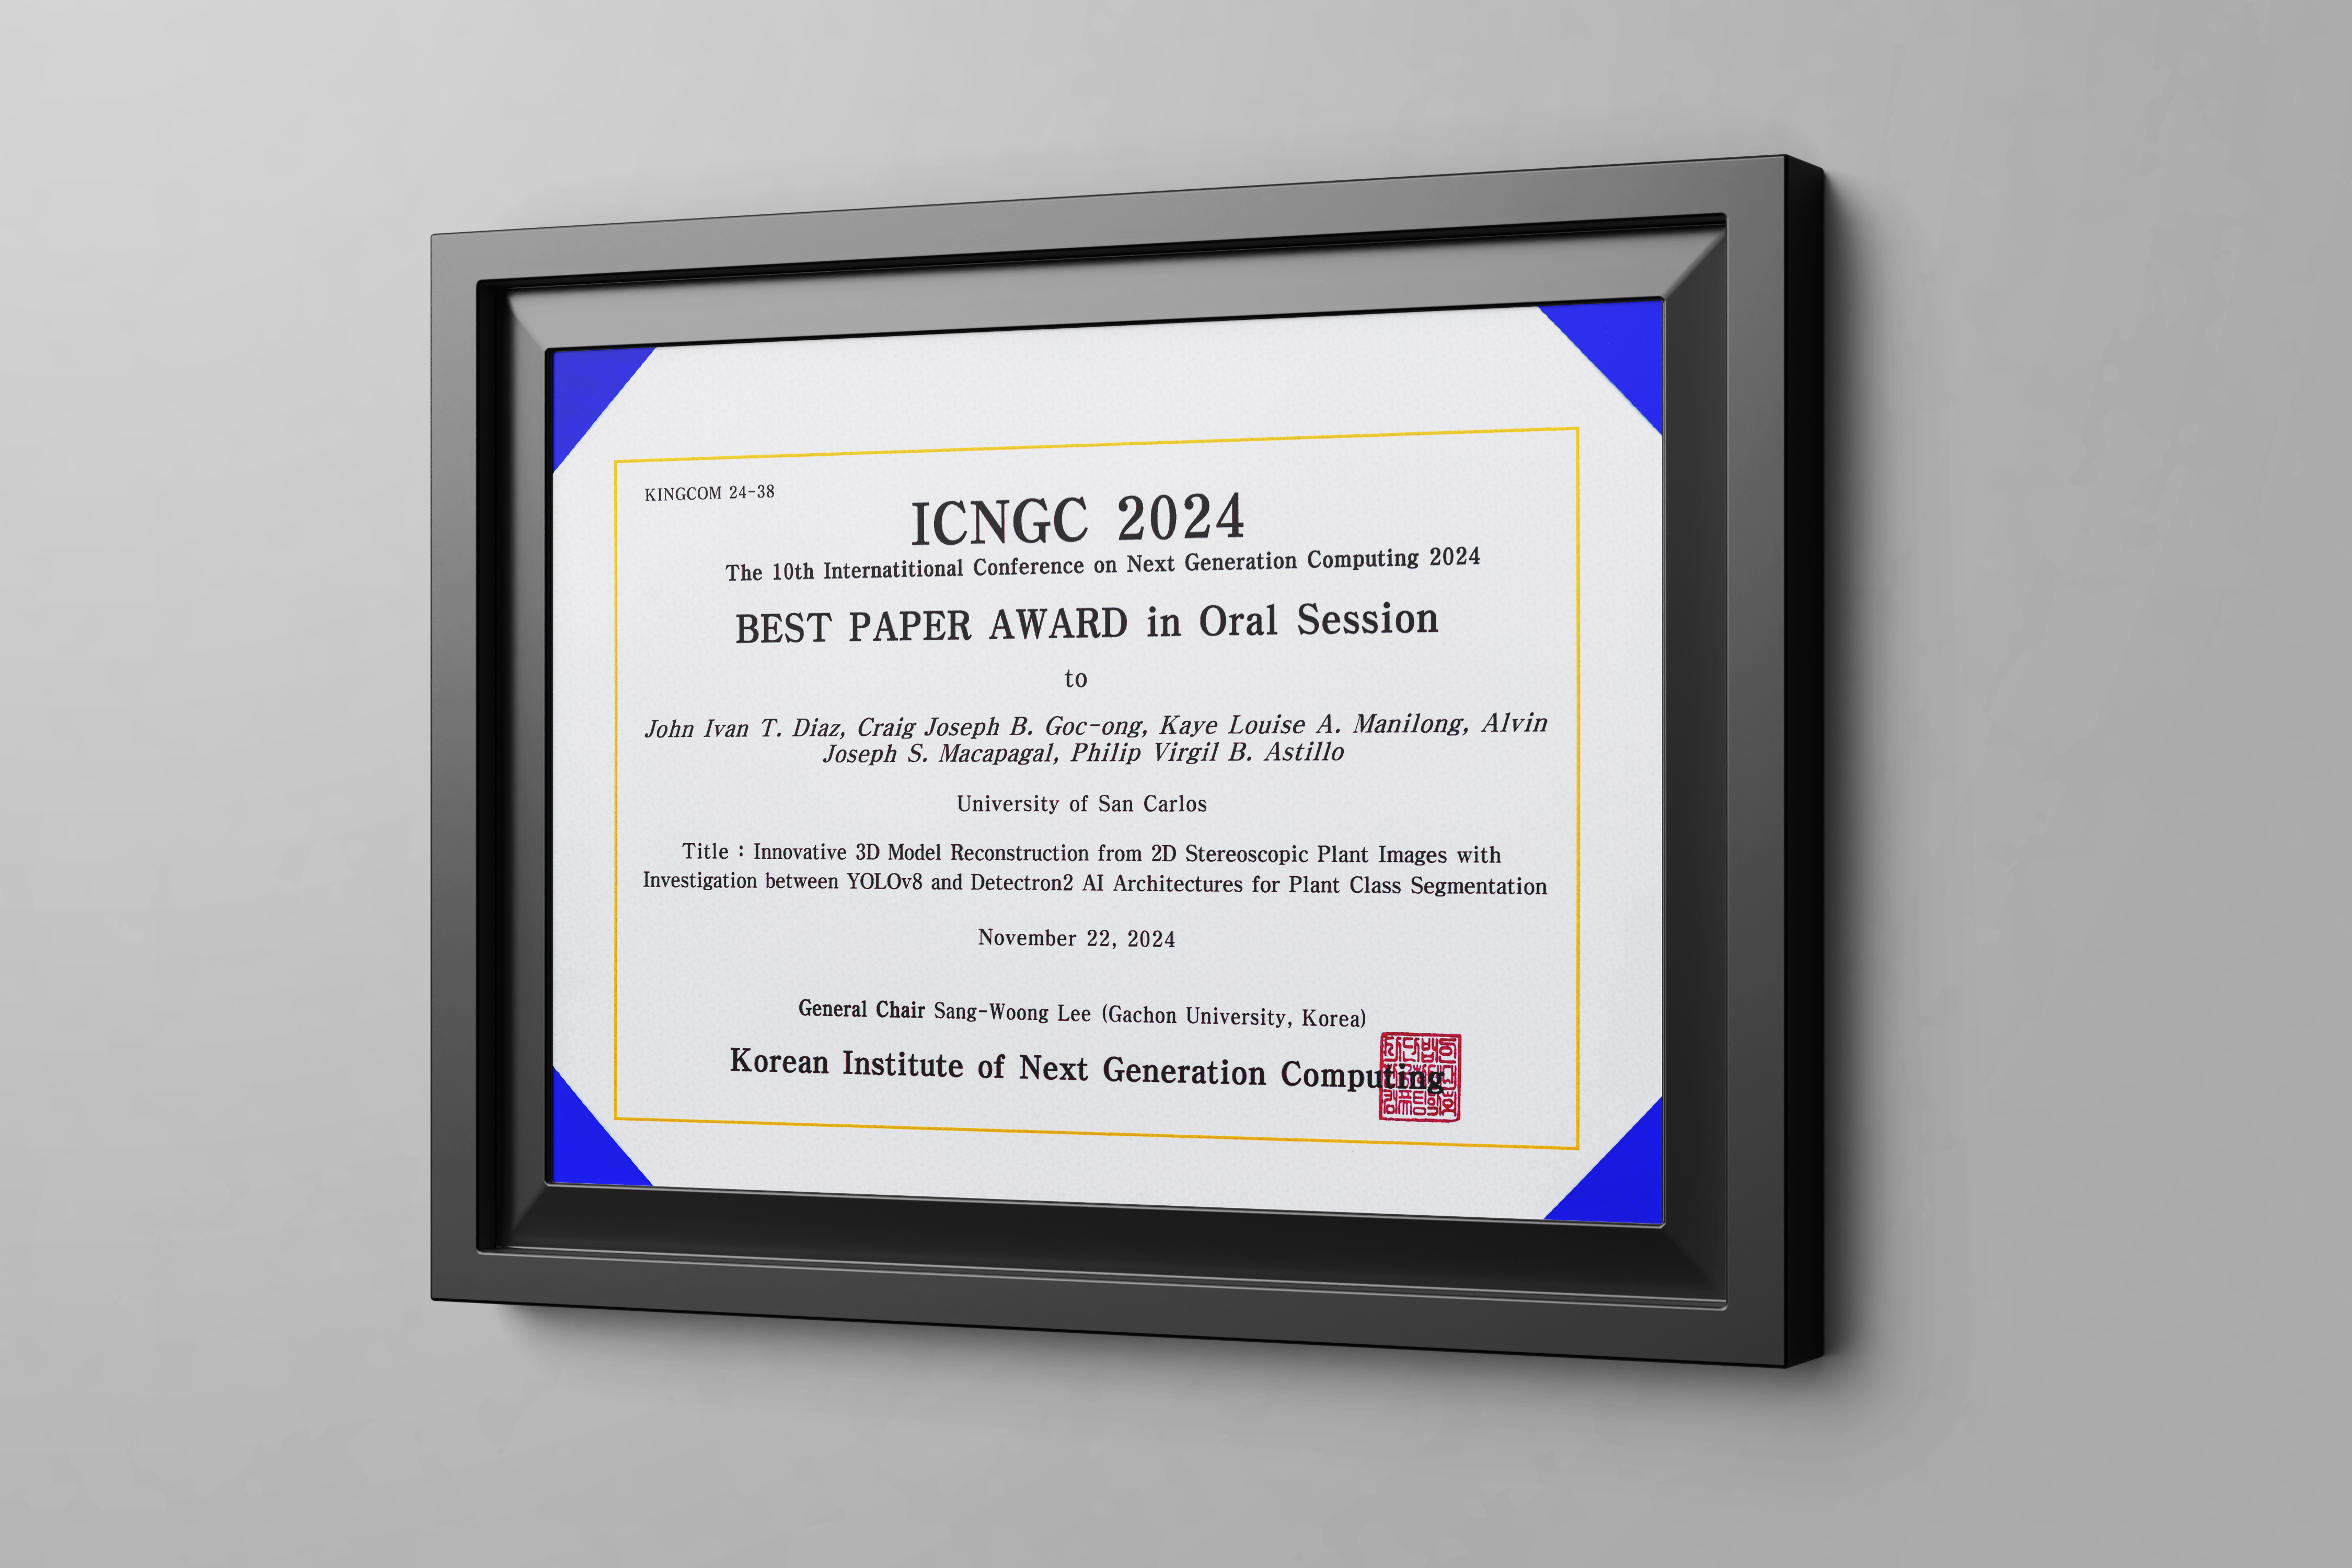 KINGCOM 24-38
ICNGC 2024
The 10th Internatitional Conference on Next Generation Computing 2024
BEST PAPER AWARD in Oral Session
to
John Ivan T. Diaz, Craig Joseph B. Goc-ong, Kaye Louise A. Manilong, Alvin
Joseph S. Macapagal, Philip Virgil B. Astillo
University of San Carlos
Title : Innovative 3D Model Reconstruction from 2D Stereoscopic Plant Images with
Investigation between YOLOv8 and Detectron2 AI Architectures for Plant Class Segmentation
November 22, 2024
General Chair Sang-Woong Lee (Gachon University, Korea)
Korean Institute of Next Generation Computing